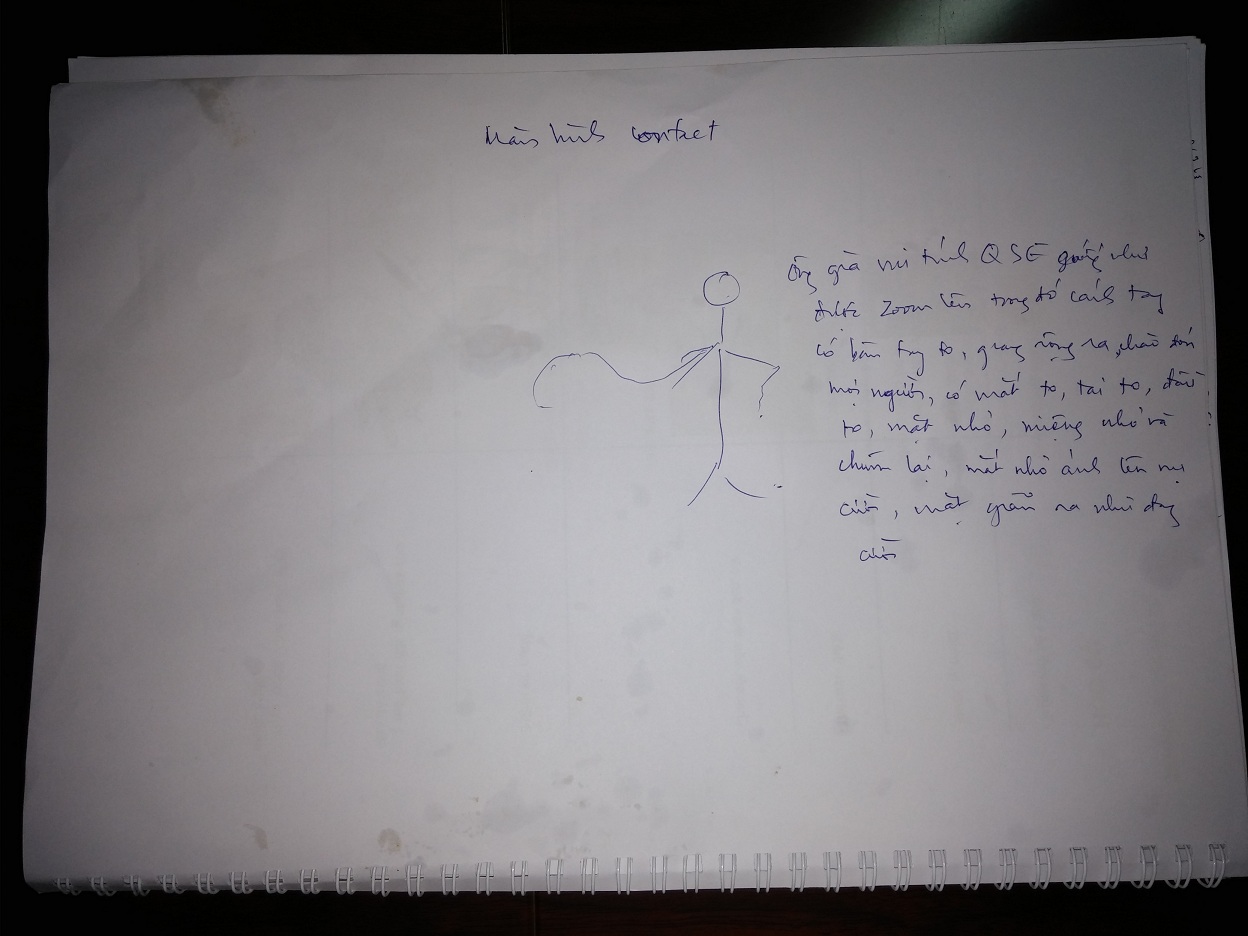 Màn hình contact
Ông già vui tính QSE giống như
được zoom lên trong đó cánh tay
có bàn tay to, giang rộng ra, chào đón
mọi người, có mắt to, tai to, đầu
to, mặt nhỏ, miệng nhỏ và
chúm lại, mắt nhỏ ánh lên nụ
cười, mặt giãn ra như đang
cười